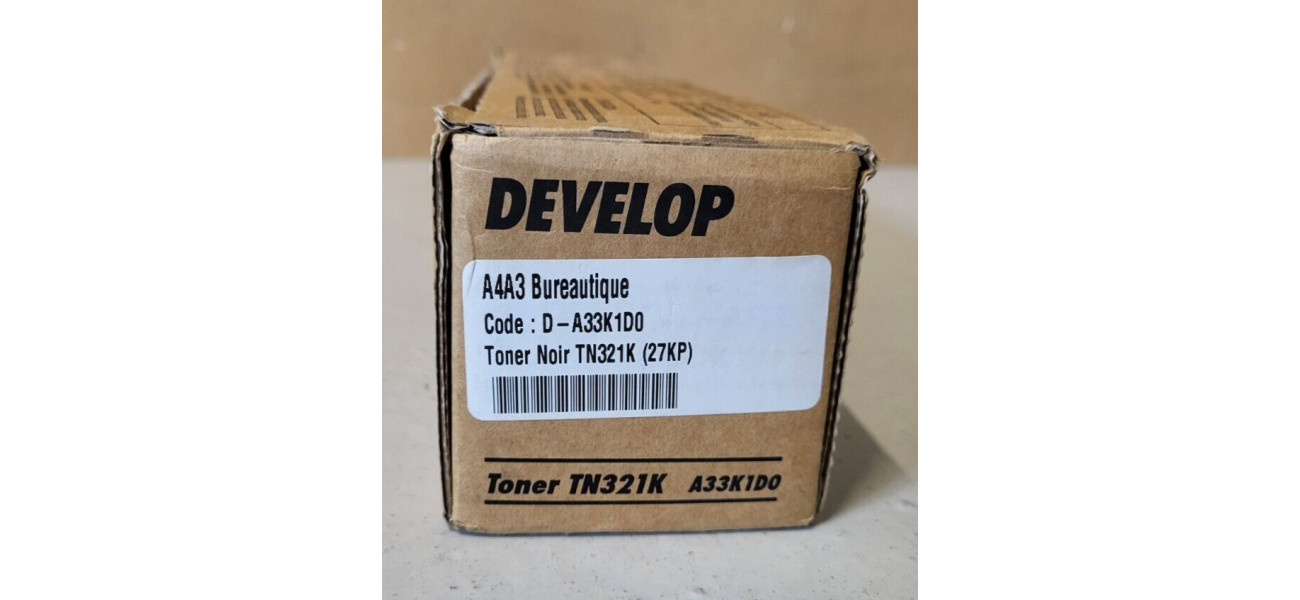 DEVELOP
A4A3 Bureautique
Code : D-A33K1D0
Toner Noir TN321K (27KP)
Toner TN321K A33K1D0